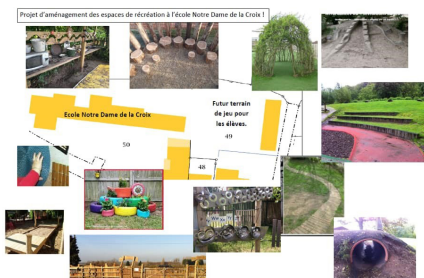 Projet d'aménagement des espaces de récréation à l'école Notre Dame de la Croix !
Ecole Notre Dame de la Croix
Futur terrain
de jeu pour
les élèves.
49
50
48